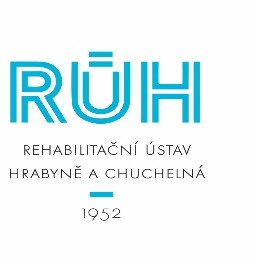 RŮH
REHABILITAČNÍ ÚSTAV
HRABYNĚ A CHUCHELNÁ
1952